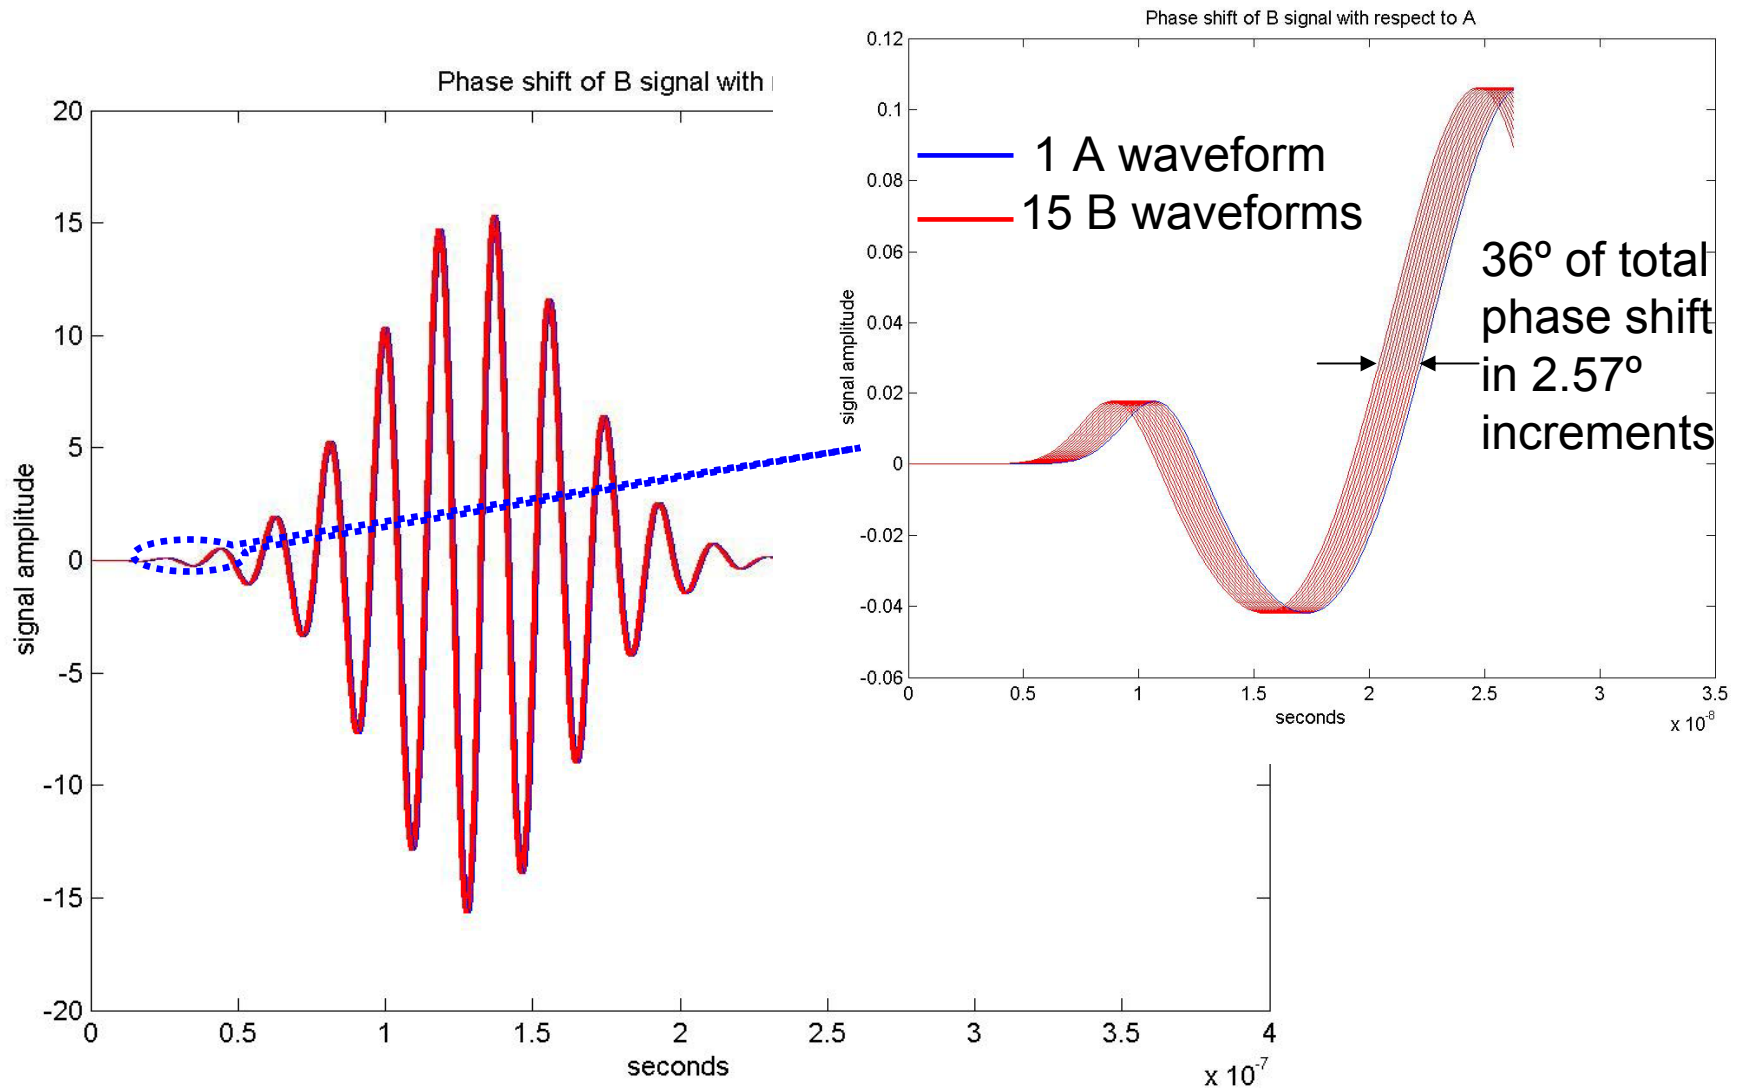 Phase shift of B signal with
20
15
10
5
0
-5
-10
-15
-20
signal amplitude
0
0.5
1
1.5
2
2.5
3
3.5
4
seconds
x 10⁻⁷
Phase shift of B signal with respect to A
0.12
0.1
0.08
0.06
0.04
0.02
0
-0.02
-0.04
-0.06
signal amplitude
1 A waveform
15 B waveforms
36º of total
phase shift
in 2.57º
increments
0
0.5
1
1.5
2
2.5
3
3.5
seconds
x 10⁻⁸